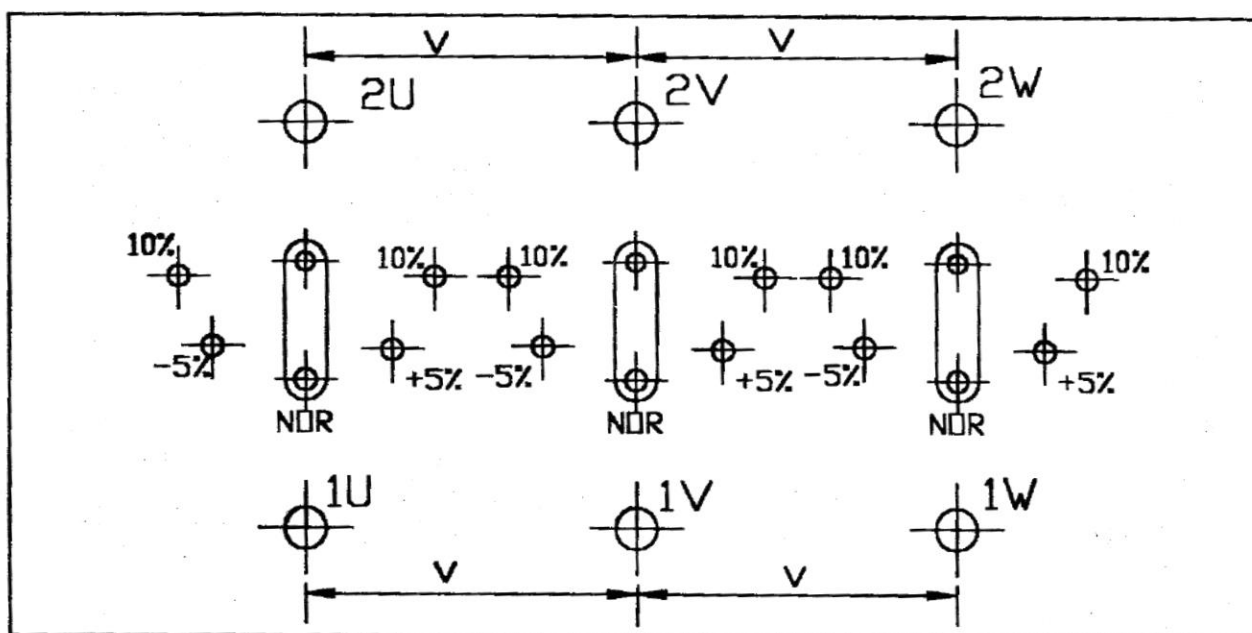 V V
2U 2V 2W
10% 10% 10% 10% 10% 10%
-5% +5% -5% +5% -5% +5%
NOR NOR NOR
1U 1V 1W
V V